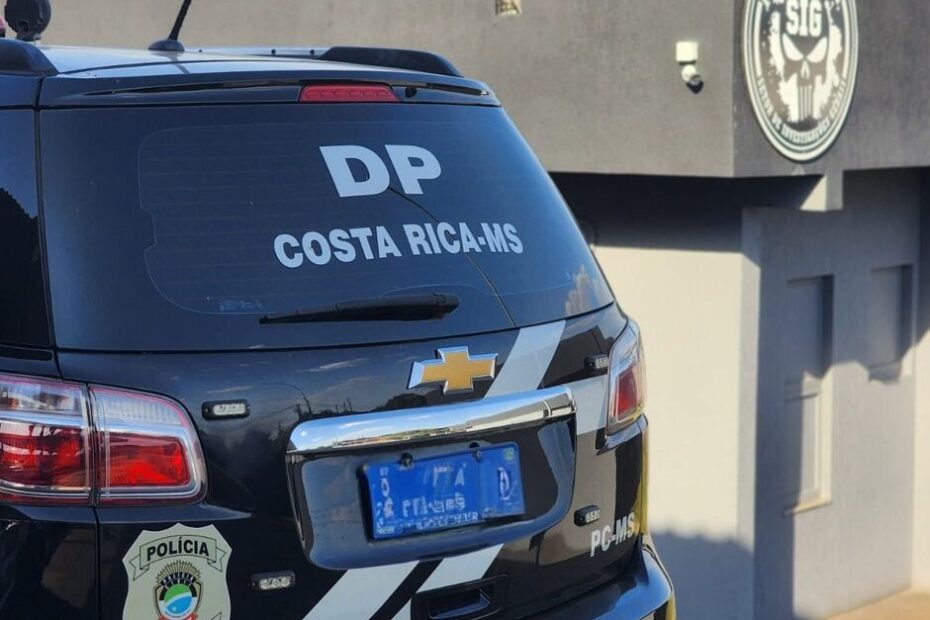 SIG
DP
COSTA RICA-MS
POLÍCIA
PC-MS